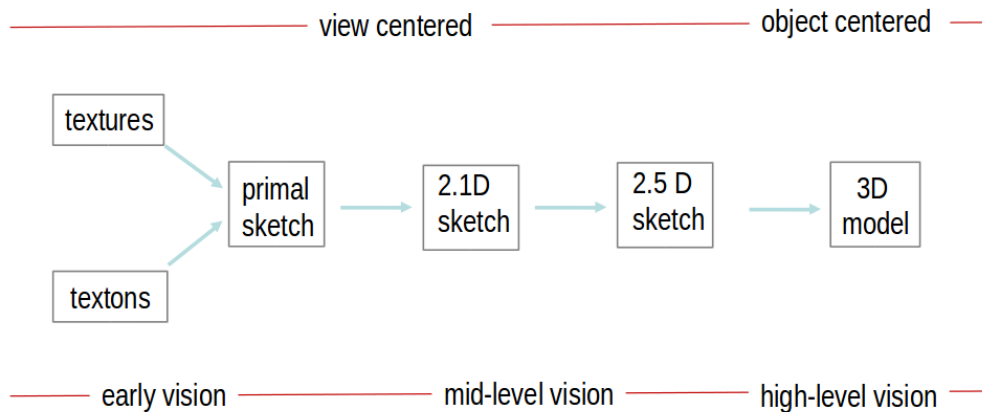 view centered
object centered
textures
primal
sketch
2.1D
sketch
2.5 D
sketch
3D
model
textons
early vision
mid-level vision
high-level vision